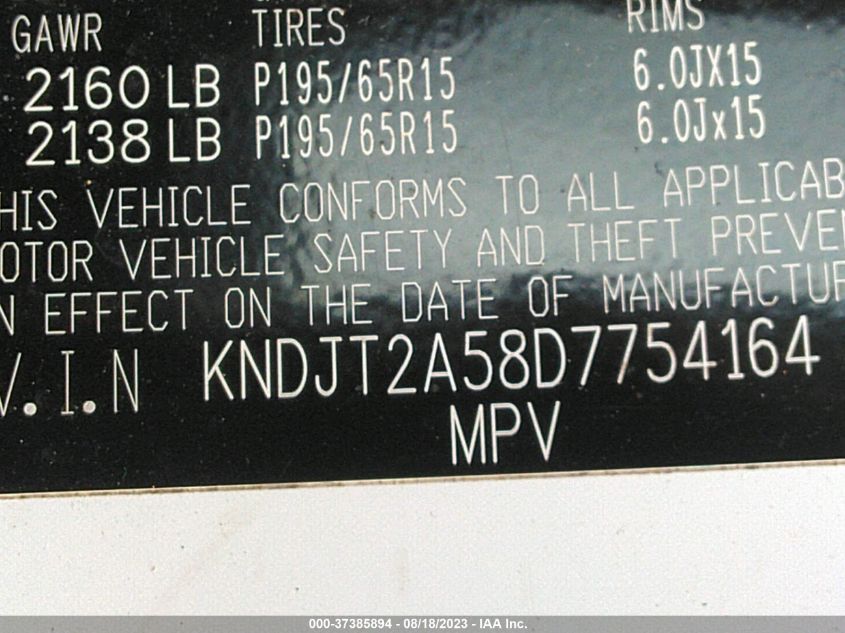 GAWR TIRES RIMS
2160 LB P195/65R15 6.0JX15
2138 LB P195/65R15 6.0Jx15
HIS VEHICLE CONFORMS TO ALL APPLICAB
OTOR VEHICLE SAFETY AND THEFT PREVEN
N EFFECT ON THE DATE OF MANUFACTUR
V.I.N KNDJT2A58D7754164
MPV
000-37385894 - 08/18/2023 - IAA Inc.